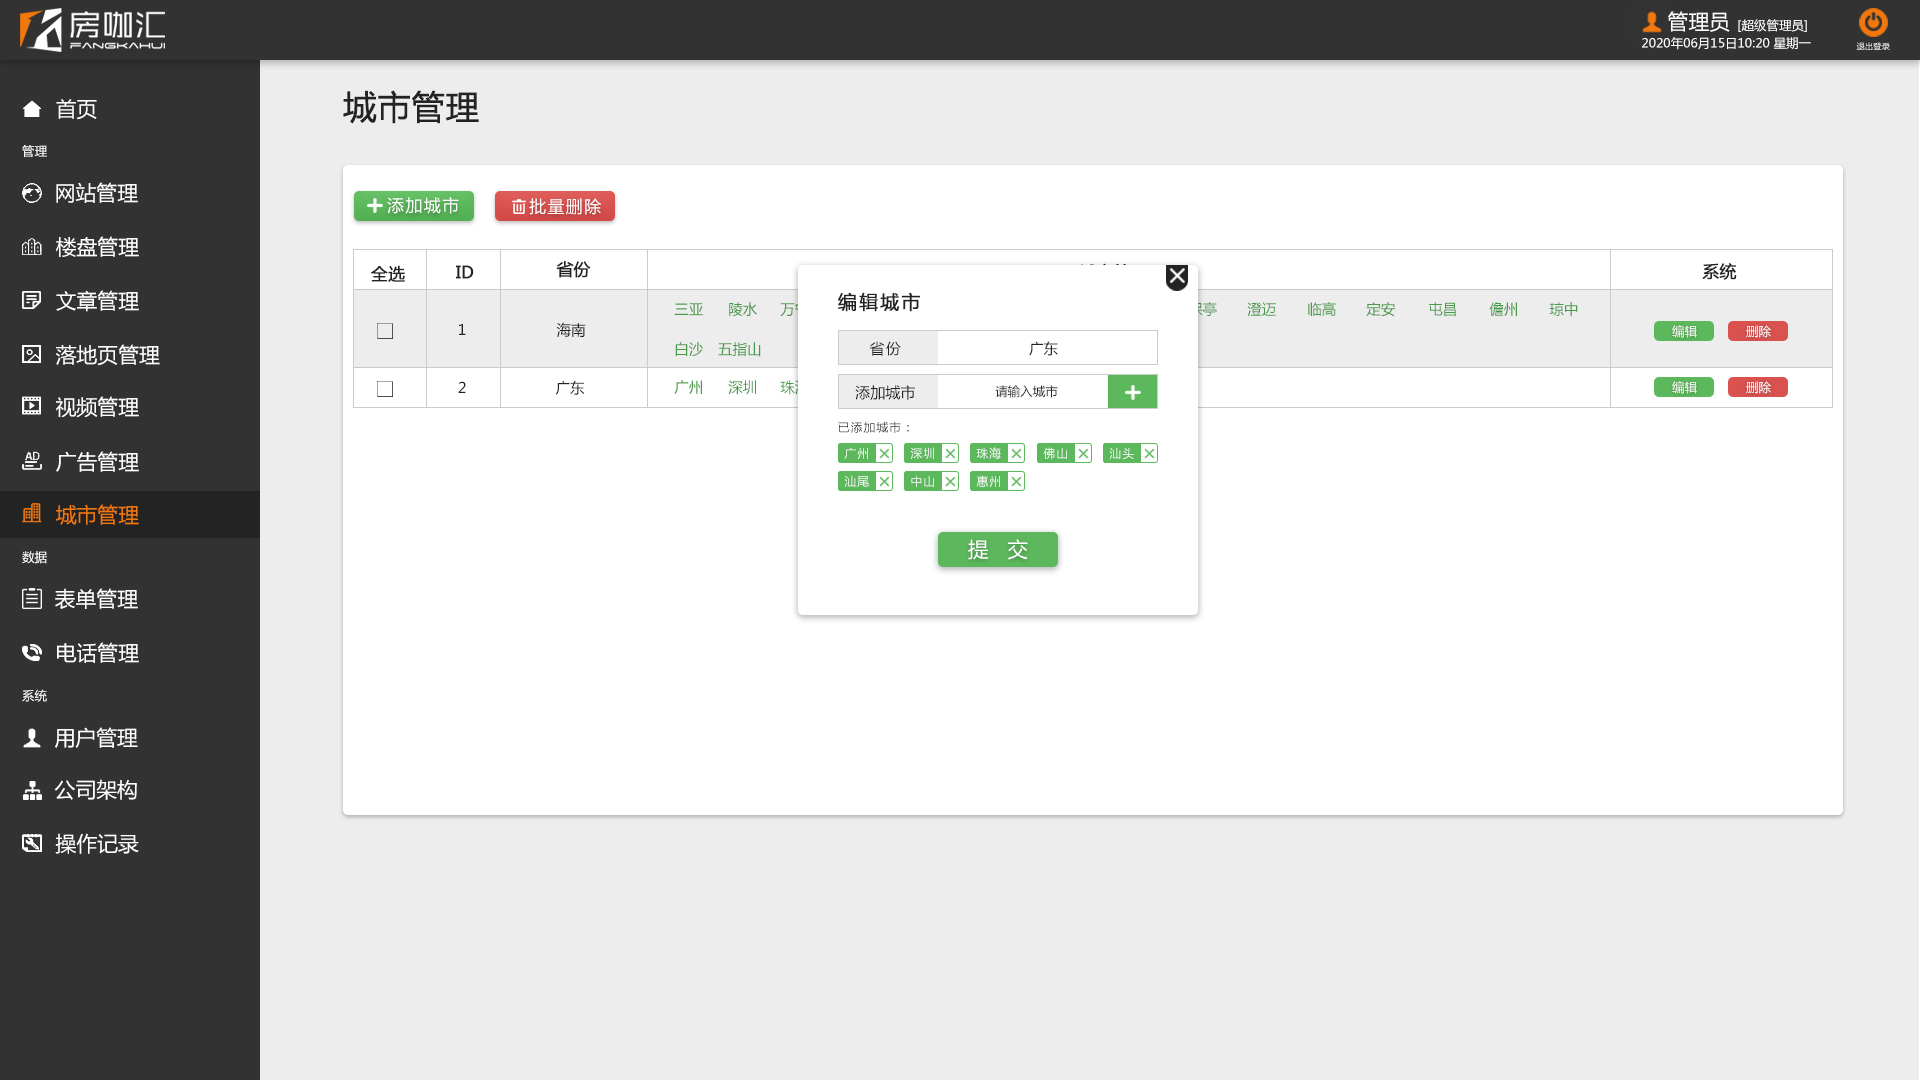 房咖汇
FANGKAHUI
管理员 [超级管理员]
2020年06月15日10:20 星期一
退出登录
首页
管理
网站管理
楼盘管理
文章管理
落地页管理
视频管理
AD
广告管理
城市管理
数据
表单管理
电话管理
系统
用户管理
公司架构
操作记录
城市管理
添加城市 批量删除
全选 ID 省份 系统
1 海南 三亚 陵水 亭 澄迈 临高 定安 屯昌 儋州 琼中 编辑 删除
白沙 五指山
2 广东 广州 深圳 编辑 删除
编辑城市
省份 广东
添加城市 请输入城市
已添加城市：
广州 深圳 珠海 佛山 汕头
汕尾 中山 惠州
提 交